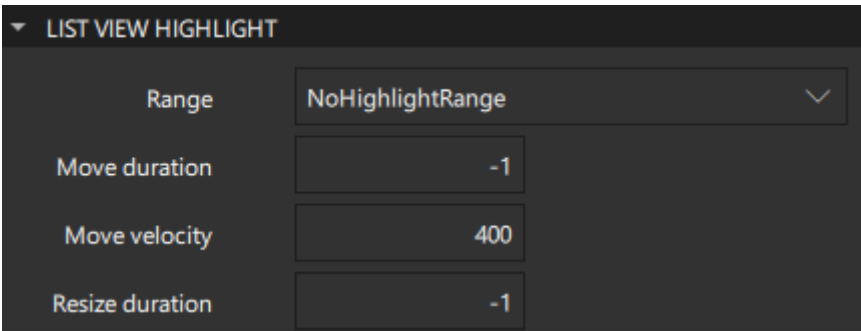 LIST VIEW HIGHLIGHT
Range NoHighlightRange
Move duration -1
Move velocity 400
Resize duration -1